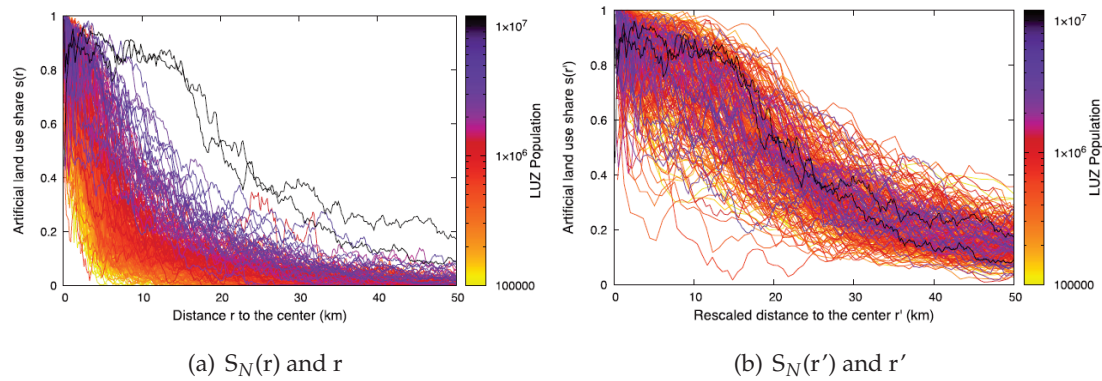 1
0.8
0.6
0.4
0.2
0
0 10 20 30 40 50
Artificial land use share s(r)
Distance r to the center (km)
1×10⁷
1×10⁶
100000
LUZ Population
(a) S_N(r) and r
1
0.8
0.6
0.4
0.2
0
0 10 20 30 40 50
Artificial land use share s(r')
Rescaled distance to the center r' (km)
1×10⁷
1×10⁶
100000
LUZ Population
(b) S_N(r′) and r′